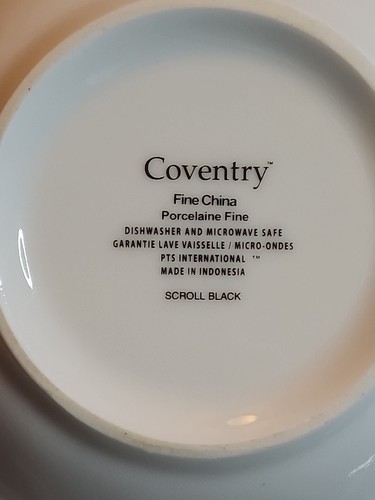 Coventry™
Fine China
Porcelaine Fine
DISHWASHER AND MICROWAVE SAFE
GARANTIE LAVE VAISSELLE / MICRO-ONDES
PTS INTERNATIONAL ™
MADE IN INDONESIA
SCROLL BLACK